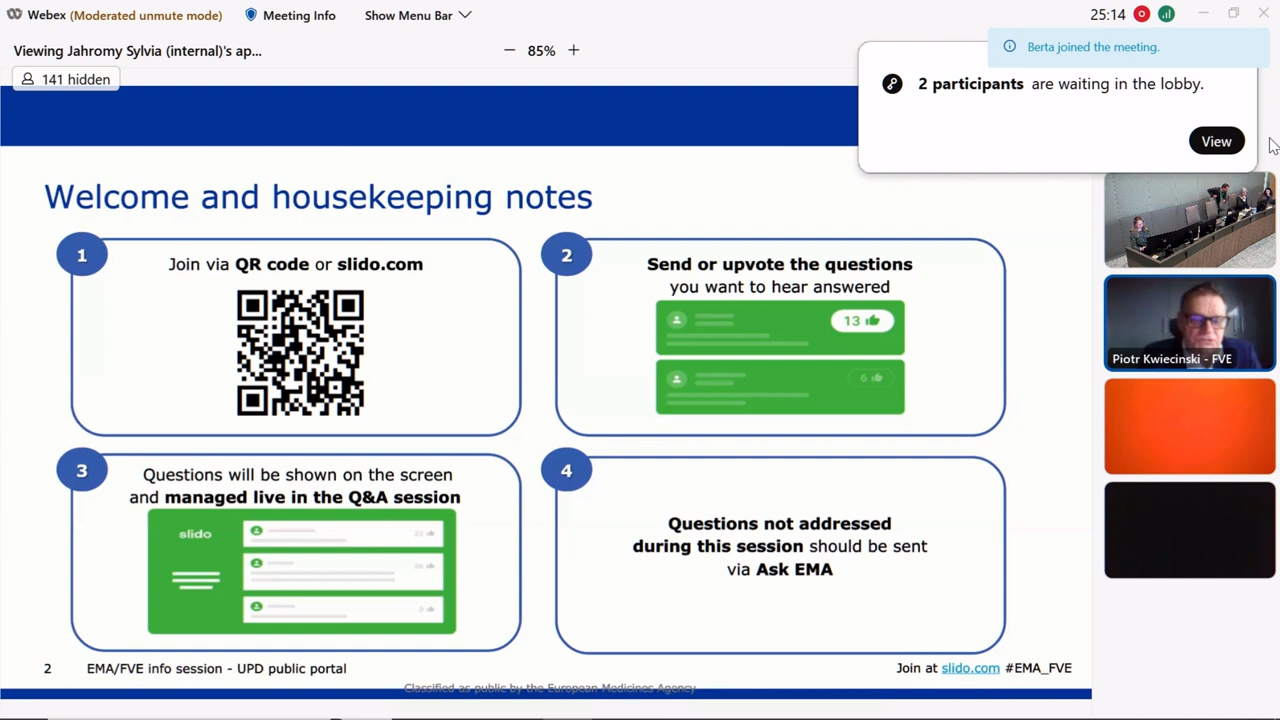 Webex (Moderated unmute mode) Meeting Info Show Menu Bar 25:14
Viewing Jahromy Sylvia (internal)'s ap... 85%
Berta joined the meeting.
141 hidden
2 participants are waiting in the lobby.
View
Welcome and housekeeping notes
1
Join via QR code or slido.com
2
Send or upvote the questions
you want to hear answered
13
6
3
Questions will be shown on the screen
and managed live in the Q&A session
slido
4
Questions not addressed
during this session should be sent
via Ask EMA
Piotr Kwiecinski - FVE
2 EMA/FVE info session - UPD public portal
Join at slido.com #EMA_FVE
Classified as public by the European Medicines Agency